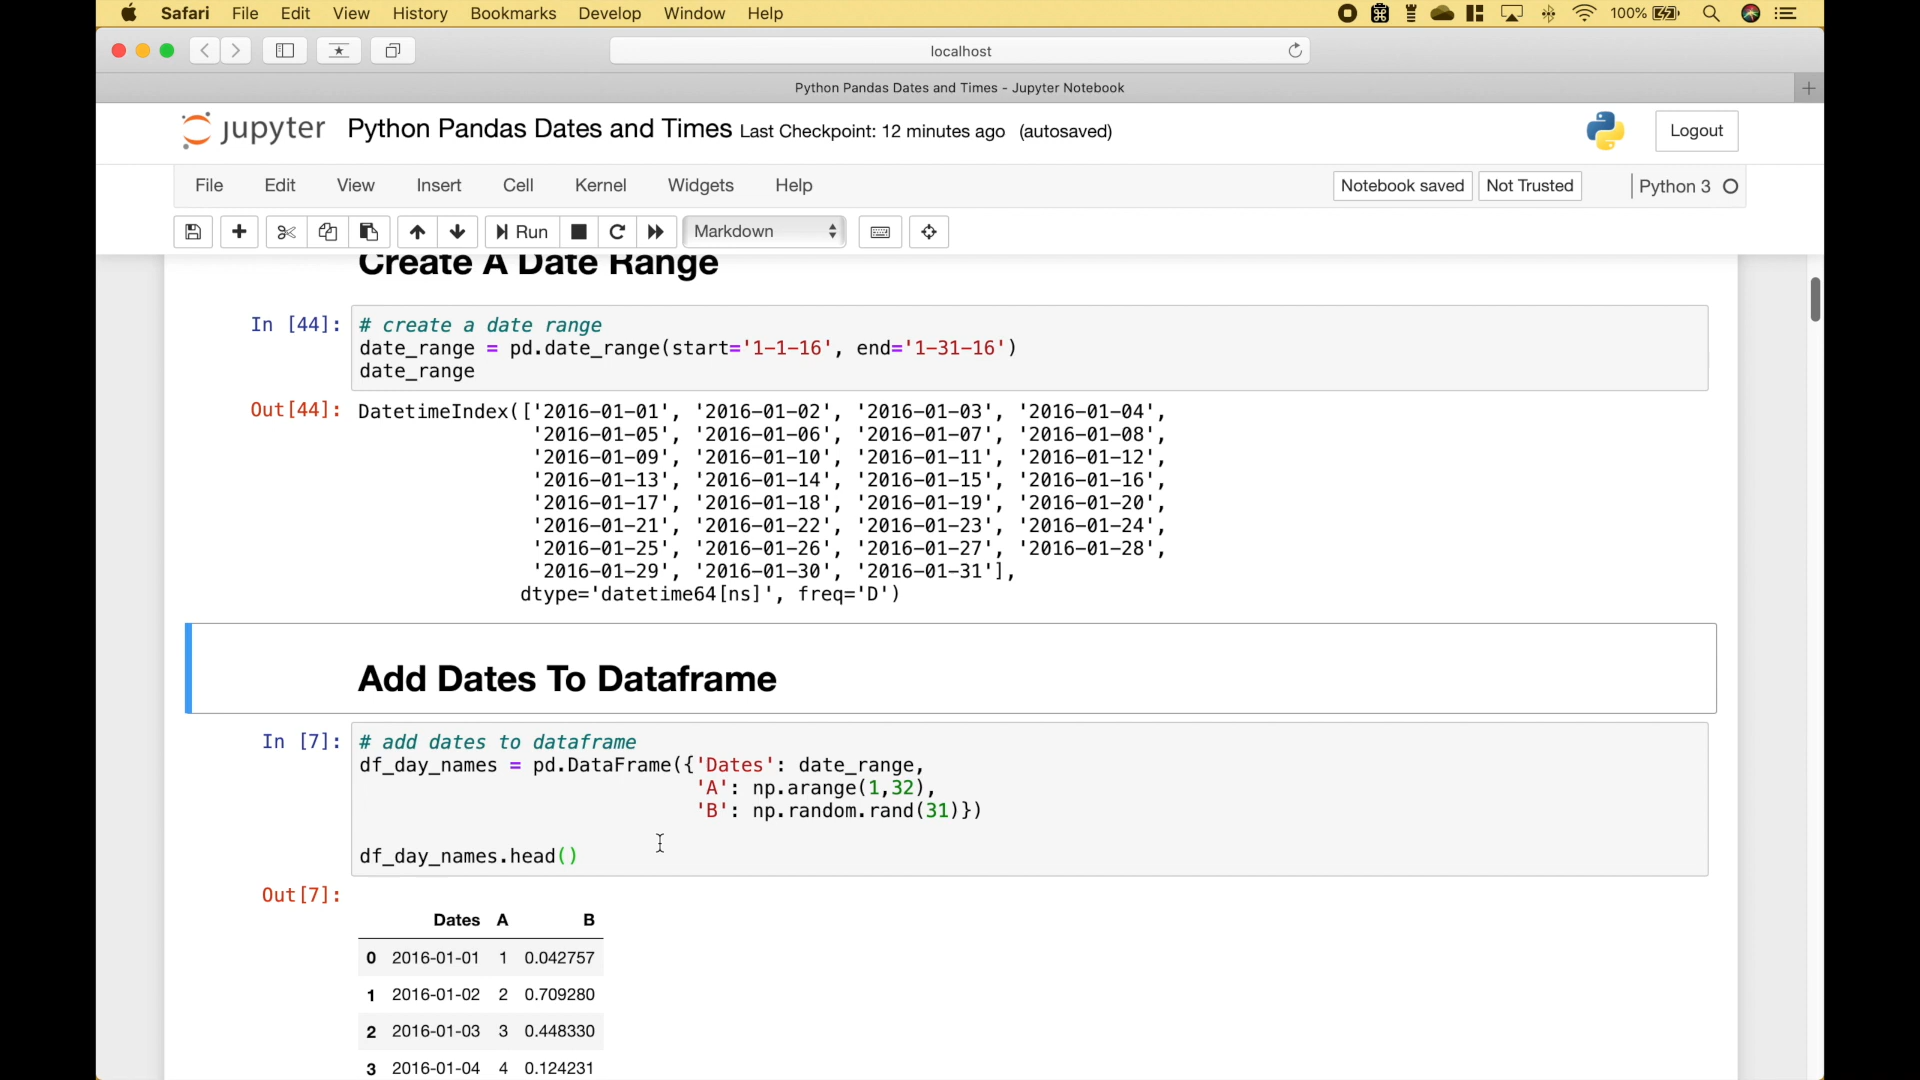 Safari File Edit View History Bookmarks Develop Window Help 100%
localhost
Python Pandas Dates and Times - Jupyter Notebook
jupyter Python Pandas Dates and Times Last Checkpoint: 12 minutes ago (autosaved) Logout
File Edit View Insert Cell Kernel Widgets Help Notebook saved Not Trusted Python 3
Run Markdown
Create A Date Range
In [44]: # create a date range
date_range = pd.date_range(start='1-1-16', end='1-31-16')
date_range
Out[44]: DatetimeIndex(['2016-01-01', '2016-01-02', '2016-01-03', '2016-01-04',
'2016-01-05', '2016-01-06', '2016-01-07', '2016-01-08',
'2016-01-09', '2016-01-10', '2016-01-11', '2016-01-12',
'2016-01-13', '2016-01-14', '2016-01-15', '2016-01-16',
'2016-01-17', '2016-01-18', '2016-01-19', '2016-01-20',
'2016-01-21', '2016-01-22', '2016-01-23', '2016-01-24',
'2016-01-25', '2016-01-26', '2016-01-27', '2016-01-28',
'2016-01-29', '2016-01-30', '2016-01-31'],
dtype='datetime64[ns]', freq='D')
Add Dates To Dataframe
In [7]: # add dates to dataframe
df_day_names = pd.DataFrame({'Dates': date_range,
'A': np.arange(1,32),
'B': np.random.rand(31)})
df_day_names.head()
Out[7]:
Dates A B
0 2016-01-01 1 0.042757
1 2016-01-02 2 0.709280
2 2016-01-03 3 0.448330
3 2016-01-04 4 0.124231